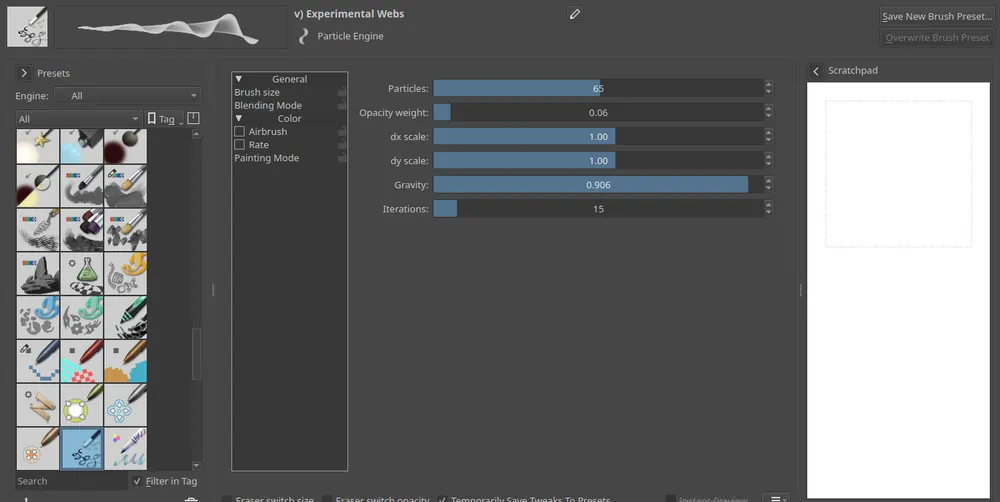 v) Experimental Webs
Save New Brush Preset...
Particle Engine
Overwrite Brush Preset
Presets
Engine: All
All
Tag
Search
Filter in Tag
General
Brush size
Blending Mode
Color
Airbrush
Rate
Painting Mode
Particles: 65
Opacity weight: 0.06
dx scale: 1.00
dy scale: 1.00
Gravity: 0.906
Iterations: 15
Scratchpad
Eraser switch size
Eraser switch opacity
Temporarily Save Tweaks To Presets
Instant Preview